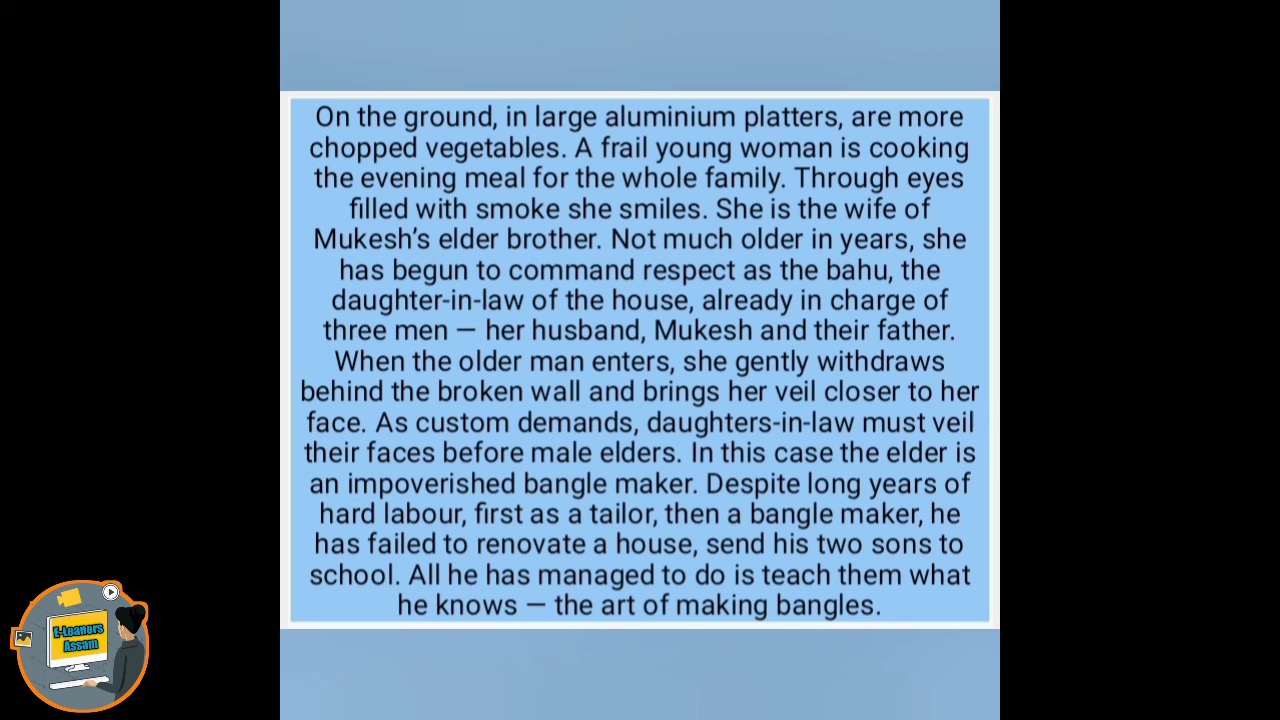 On the ground, in large aluminium platters, are more
chopped vegetables. A frail young woman is cooking
the evening meal for the whole family. Through eyes
filled with smoke she smiles. She is the wife of
Mukesh’s elder brother. Not much older in years, she
has begun to command respect as the bahu, the
daughter-in-law of the house, already in charge of
three men — her husband, Mukesh and their father.
When the older man enters, she gently withdraws
behind the broken wall and brings her veil closer to her
face. As custom demands, daughters-in-law must veil
their faces before male elders. In this case the elder is
an impoverished bangle maker. Despite long years of
hard labour, first as a tailor, then a bangle maker, he
has failed to renovate a house, send his two sons to
school. All he has managed to do is teach them what
he knows — the art of making bangles.
E-Leaners
Assam